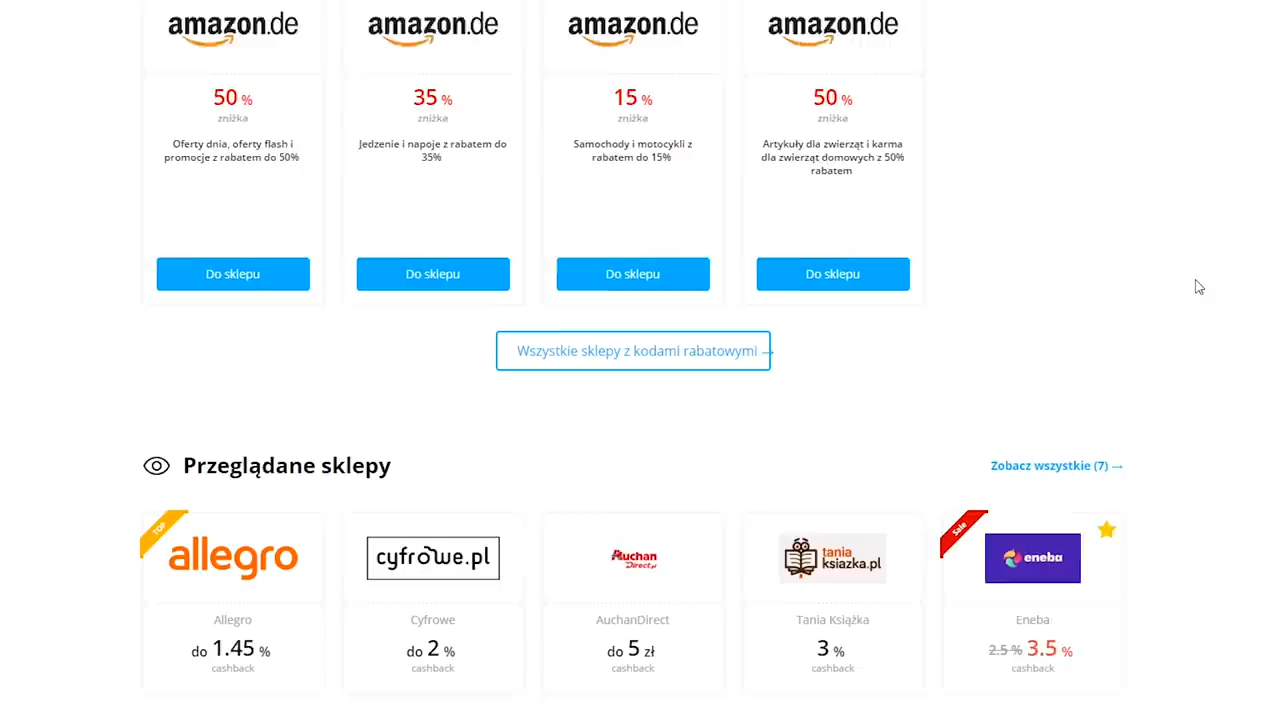 amazon.de
amazon.de
amazon.de
amazon.de
50 %
zniżka
Oferty dnia, oferty flash i
promocje z rabatem do 50%
35 %
zniżka
Jedzenie i napoje z rabatem do
35%
15 %
zniżka
Samochody i motocykli z
rabatem do 15%
50 %
zniżka
Artykuły dla zwierząt i karma
dla zwierząt domowych z 50%
rabatem
Do sklepu
Do sklepu
Do sklepu
Do sklepu
Wszystkie sklepy z kodami rabatowymi →
Przeglądane sklepy
Zobacz wszystkie (7) →
TOP
allegro
Allegro
do 1.45 %
cashback
cyfrowe.pl
Cyfrowe
do 2 %
cashback
Auchan
Direct.pl
AuchanDirect
do 5 zł
cashback
tania
ksiazka.pl
Tania Książka
3 %
cashback
Sale
eneba
Eneba
2.5 % 3.5 %
cashback